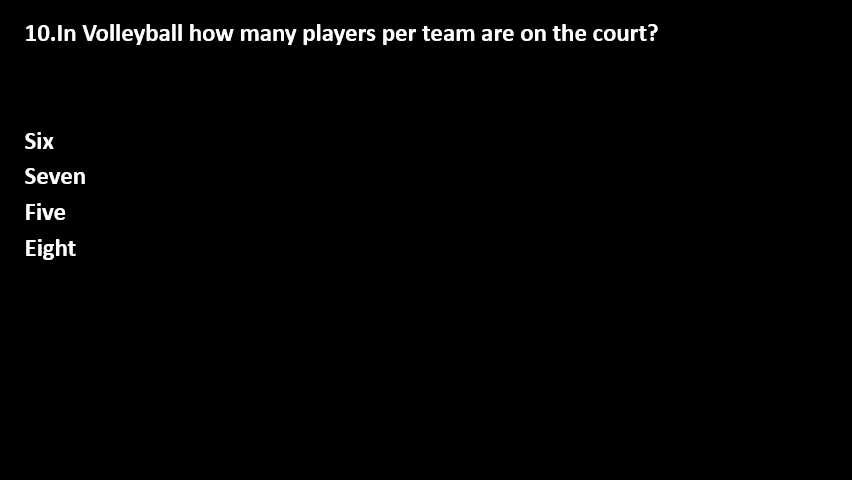 10.In Volleyball how many players per team are on the court?
Six
Seven
Five
Eight